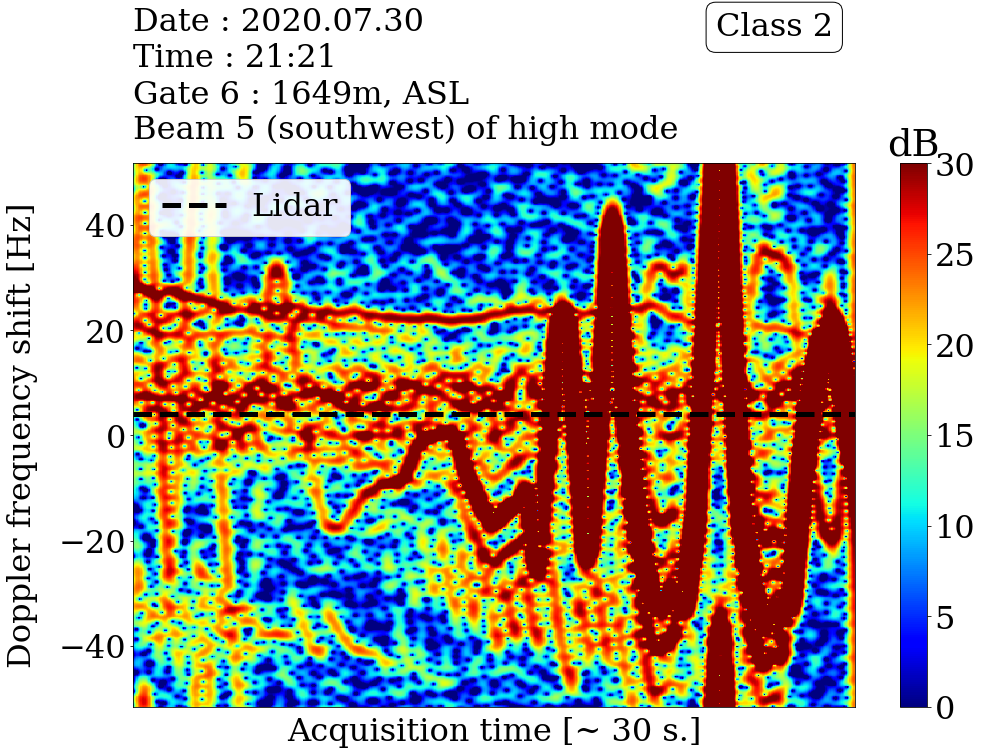 Date : 2020.07.30
Time : 21:21
Gate 6 : 1649m, ASL
Beam 5 (southwest) of high mode
Class 2
dB
Lidar
Doppler frequency shift [Hz]
40
20
0
−20
−40
Acquisition time [~ 30 s.]
30
25
20
15
10
5
0